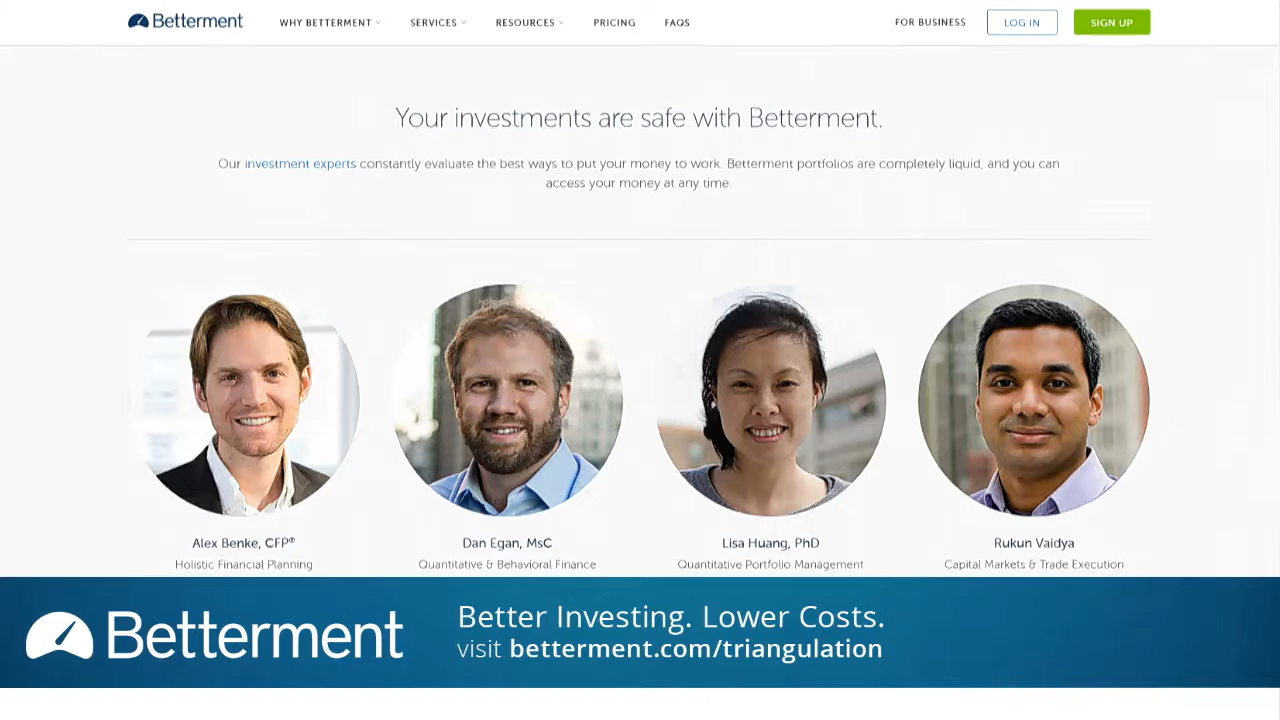 Betterment
WHY BETTERMENT
SERVICES
RESOURCES
PRICING
FAQS
FOR BUSINESS
LOG IN
SIGN UP
Your investments are safe with Betterment.
Our investment experts constantly evaluate the best ways to put your money to work. Betterment portfolios are completely liquid, and you can
access your money at any time.
Alex Benke, CFP®
Holistic Financial Planning
Dan Egan, MsC
Quantitative & Behavioral Finance
Lisa Huang, PhD
Quantitative Portfolio Management
Rukun Vaidya
Capital Markets & Trade Execution
Betterment
Better Investing. Lower Costs.
visit betterment.com/triangulation